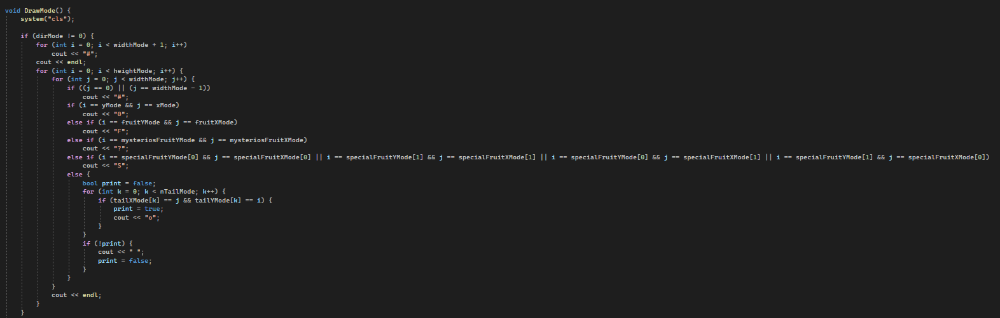 void DrawMode() {
    system("cls");

    if (dirMode != 0) {
        for (int i = 0; i < widthMode + 1; i++)
            cout << "#";
        cout << endl;
        for (int i = 0; i < heightMode; i++) {
            for (int j = 0; j < widthMode; j++) {
                if ((j == 0) || (j == widthMode - 1))
                    cout << "#";
                if (i == yMode && j == xMode)
                    cout << "0";
                else if (i == fruitYMode && j == fruitXMode)
                    cout << "F";
                else if (i == mysteriosFruitYMode && j == mysteriosFruitXMode)
                    cout << "?";
                else if (i == specialFruitYMode[0] && j == specialFruitXMode[0] || i == specialFruitYMode[1] && j == specialFruitXMode[1] || i == specialFruitYMode[0] && j == specialFruitXMode[1] || i == specialFruitYMode[1] && j == specialFruitXMode[0])
                    cout << "S";
                else {
                    bool print = false;
                    for (int k = 0; k < nTailMode; k++) {
                        if (tailXMode[k] == j && tailYMode[k] == i) {
                            print = true;
                            cout << "o";
                        }
                    }
                    if (!print) {
                        cout << " ";
                        print = false;
                    }
                }
            }
            cout << endl;
        }
    }